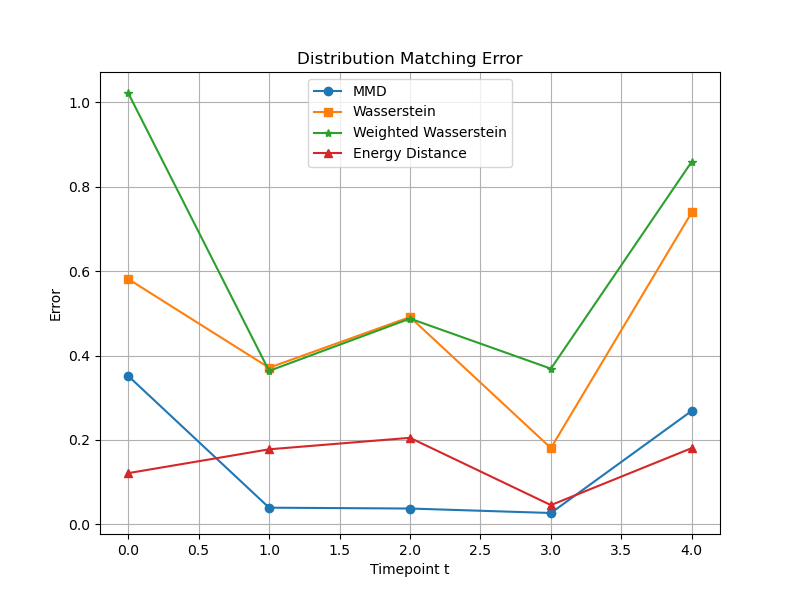 Distribution Matching Error
MMD
Wasserstein
Weighted Wasserstein
Energy Distance
Error
1.0
0.8
0.6
0.4
0.2
0.0
0.0 0.5 1.0 1.5 2.0 2.5 3.0 3.5 4.0
Timepoint t